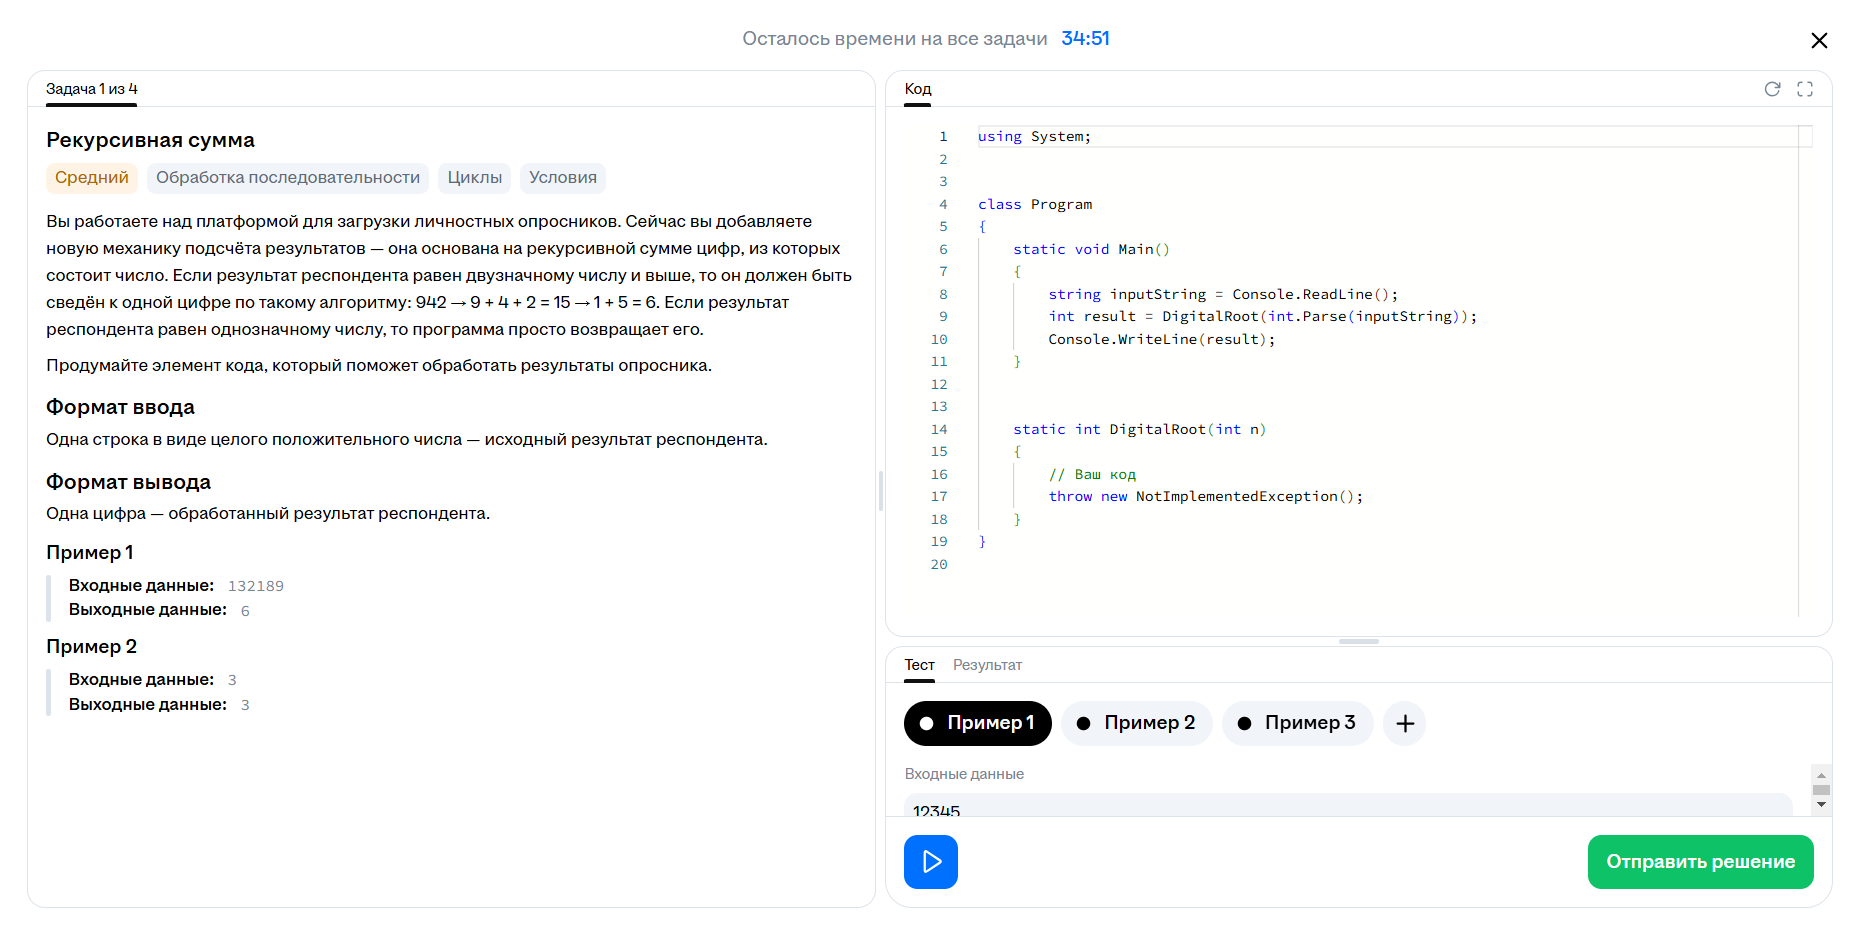 Осталось времени на все задачи 34:51
Задача 1 из 4
Рекурсивная сумма
Средний Обработка последовательности Циклы Условия
Вы работаете над платформой для загрузки личностных опросников. Сейчас вы добавляете
новую механику подсчёта результатов — она основана на рекурсивной сумме цифр, из которых
состоит число. Если результат респондента равен двузначному числу и выше, то он должен быть
сведён к одной цифре по такому алгоритму: 942 → 9 + 4 + 2 = 15 → 1 + 5 = 6. Если результат
респондента равен однозначному числу, то программа просто возвращает его.
Продумайте элемент кода, который поможет обработать результаты опросника.
Формат ввода
Одна строка в виде целого положительного числа — исходный результат респондента.
Формат вывода
Одна цифра — обработанный результат респондента.
Пример 1
Входные данные: 132189
Выходные данные: 6
Пример 2
Входные данные: 3
Выходные данные: 3
Код
1 using System;
2
3
4 class Program
5 {
6 static void Main()
7 {
8 string inputString = Console.ReadLine();
9 int result = DigitalRoot(int.Parse(inputString));
10 Console.WriteLine(result);
11 }
12
13
14 static int DigitalRoot(int n)
15 {
16 // Ваш код
17 throw new NotImplementedException();
18 }
19 }
20
Тест Результат
Пример 1 Пример 2 Пример 3
Входные данные
12345
Отправить решение